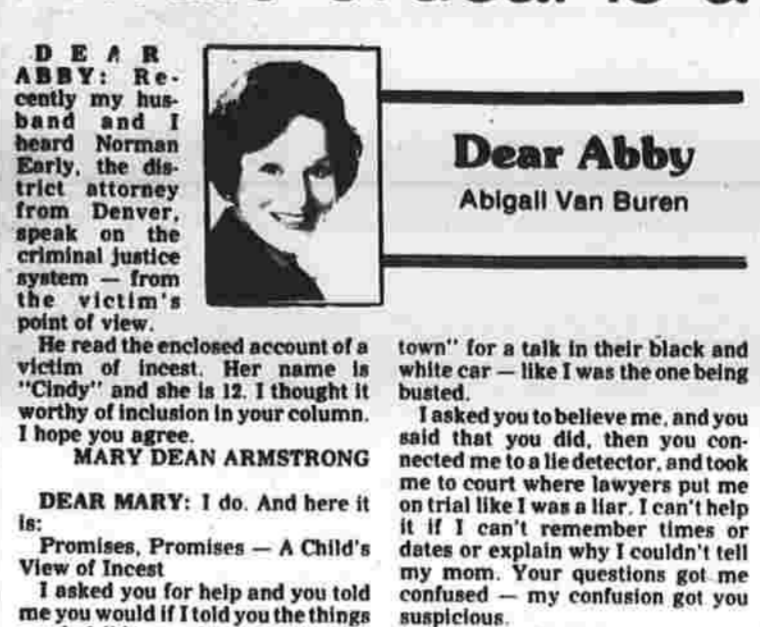 DEAR
ABBY: Re-
cently my hus-
band and I
heard Norman
Early, the dis-
trict attorney
from Denver,
speak on the
criminal justice
system — from
the victim's
point of view.
He read the enclosed account of a
victim of incest. Her name is
"Cindy" and she is 12. I thought it
worthy of inclusion in your column.
I hope you agree.
MARY DEAN ARMSTRONG
DEAR MARY: I do. And here it
is:
Promises, Promises — A Child's
View of Incest
I asked you for help and you told
me you would if I told you the things
Dear Abby
Abigail Van Buren
town" for a talk in their black and
white car — like I was the one being
busted.
I asked you to believe me, and you
said that you did, then you con-
nected me to a lie detector, and took
me to court where lawyers put me
on trial like I was a liar. I can't help
it if I can't remember times or
dates or explain why I couldn't tell
my mom. Your questions got me
confused — my confusion got you
suspicious.